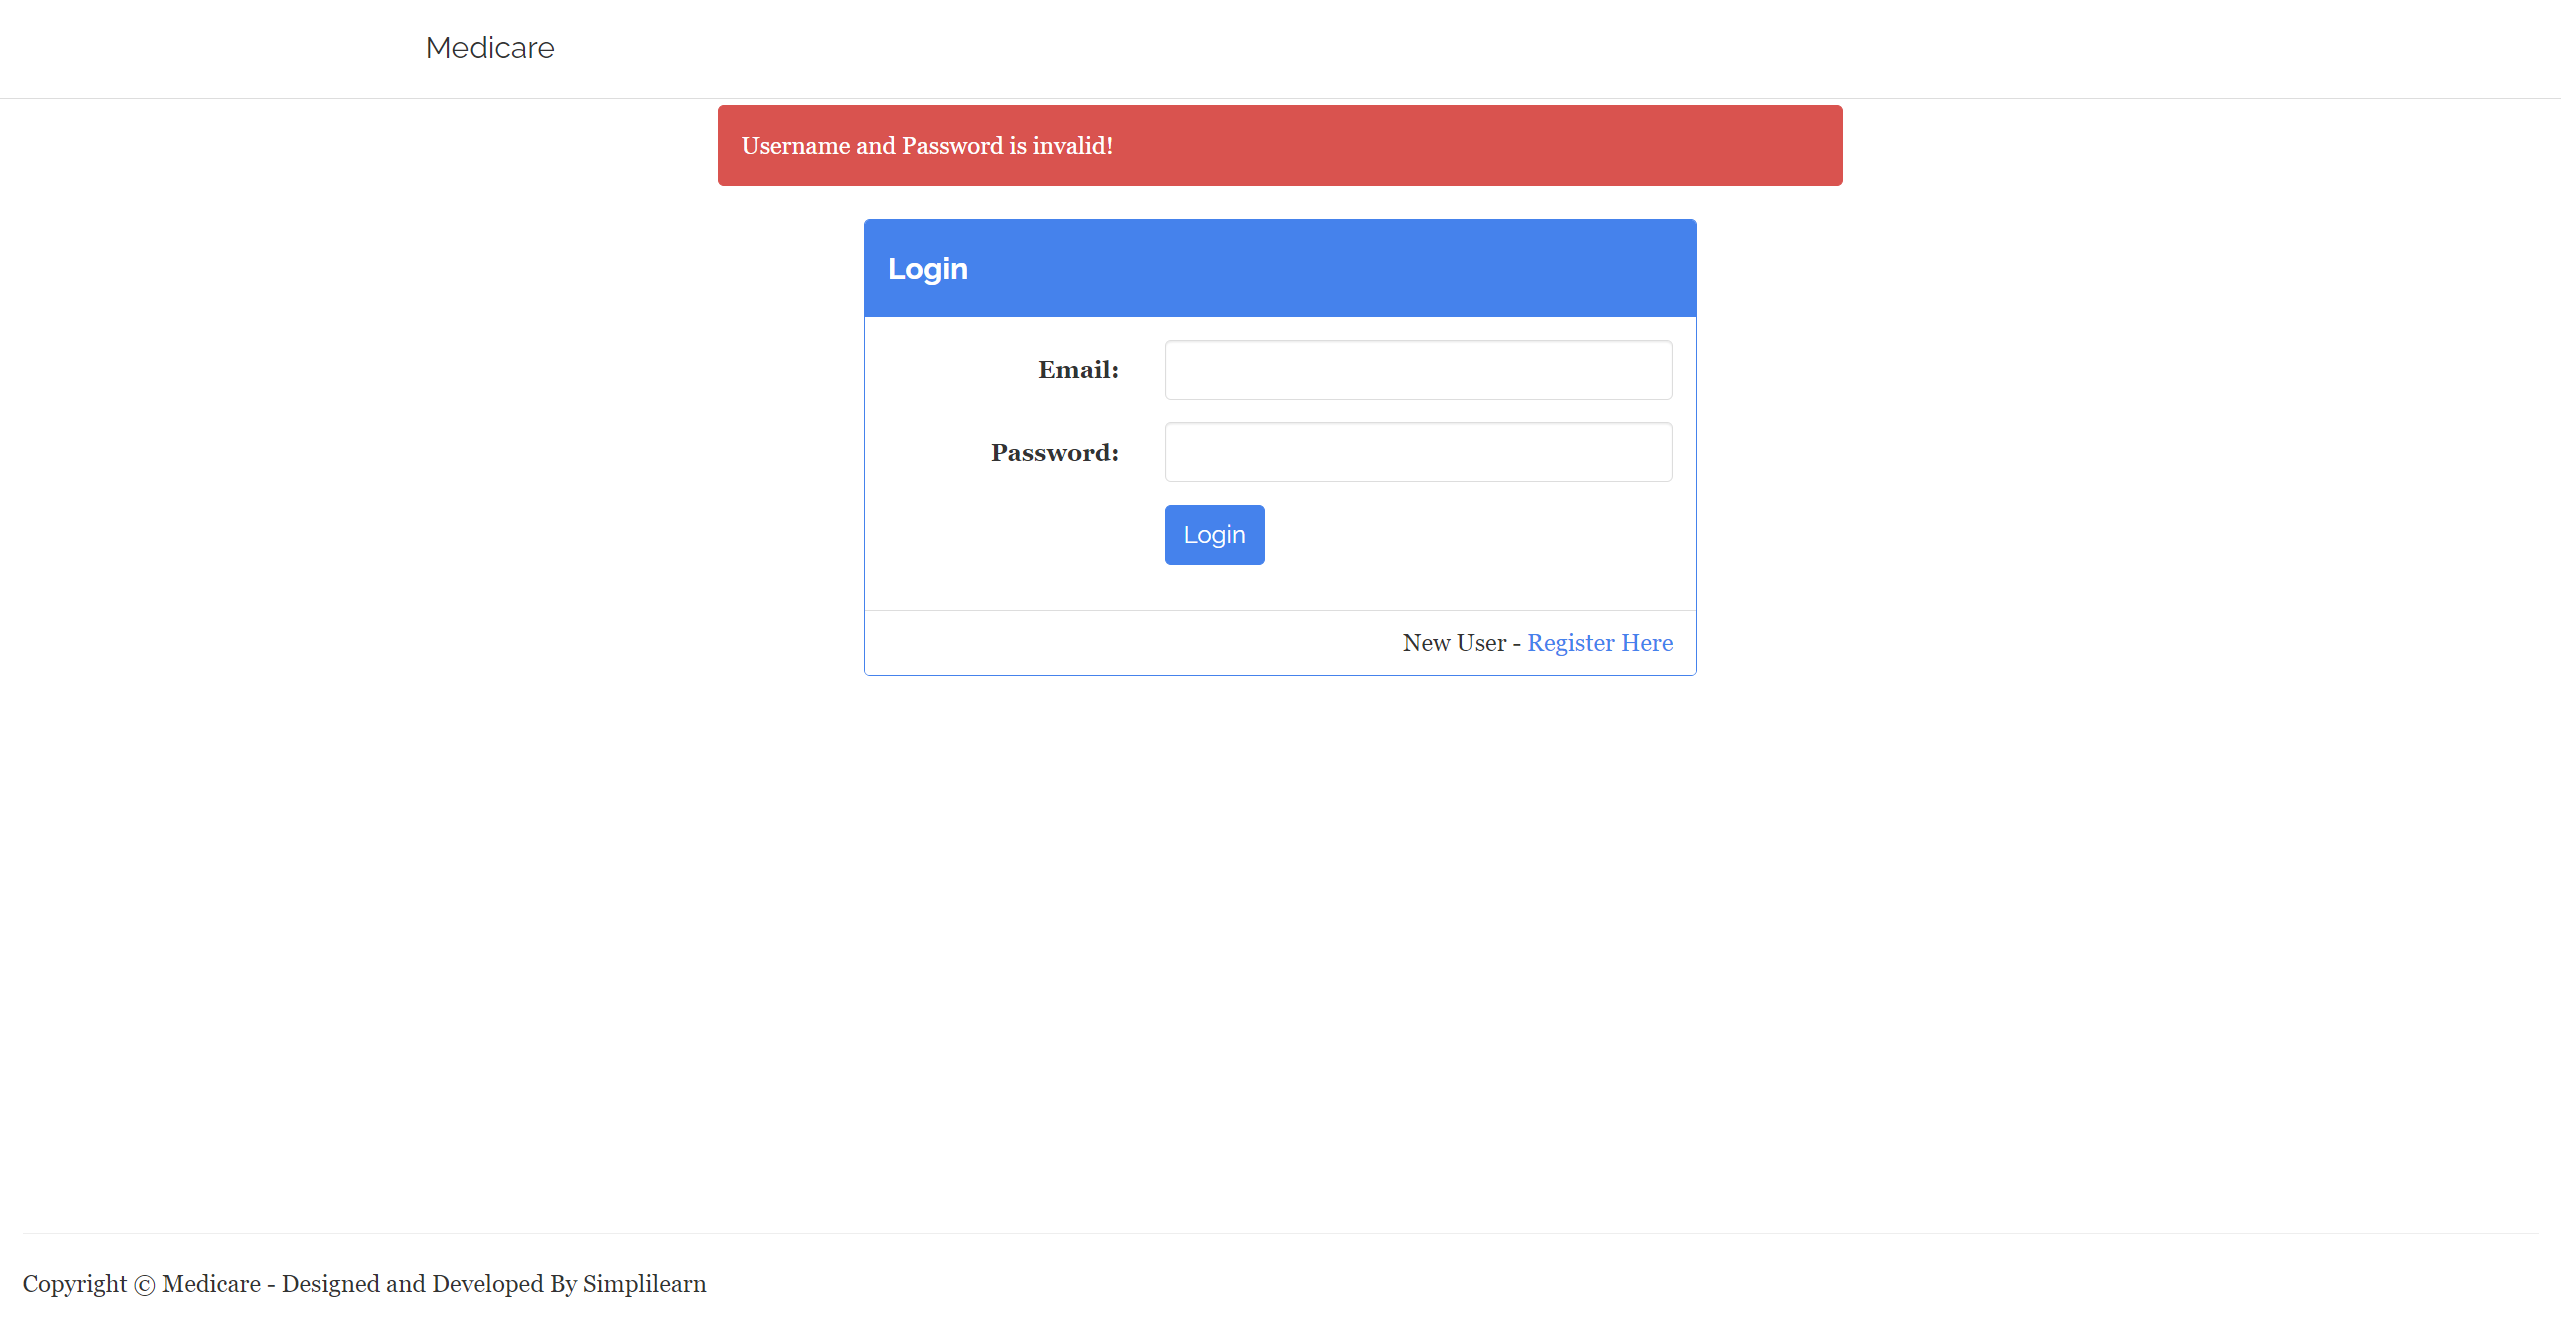 Medicare
Username and Password is invalid!
Login
Email:
Password:
Login
New User - Register Here
Copyright © Medicare - Designed and Developed By Simplilearn